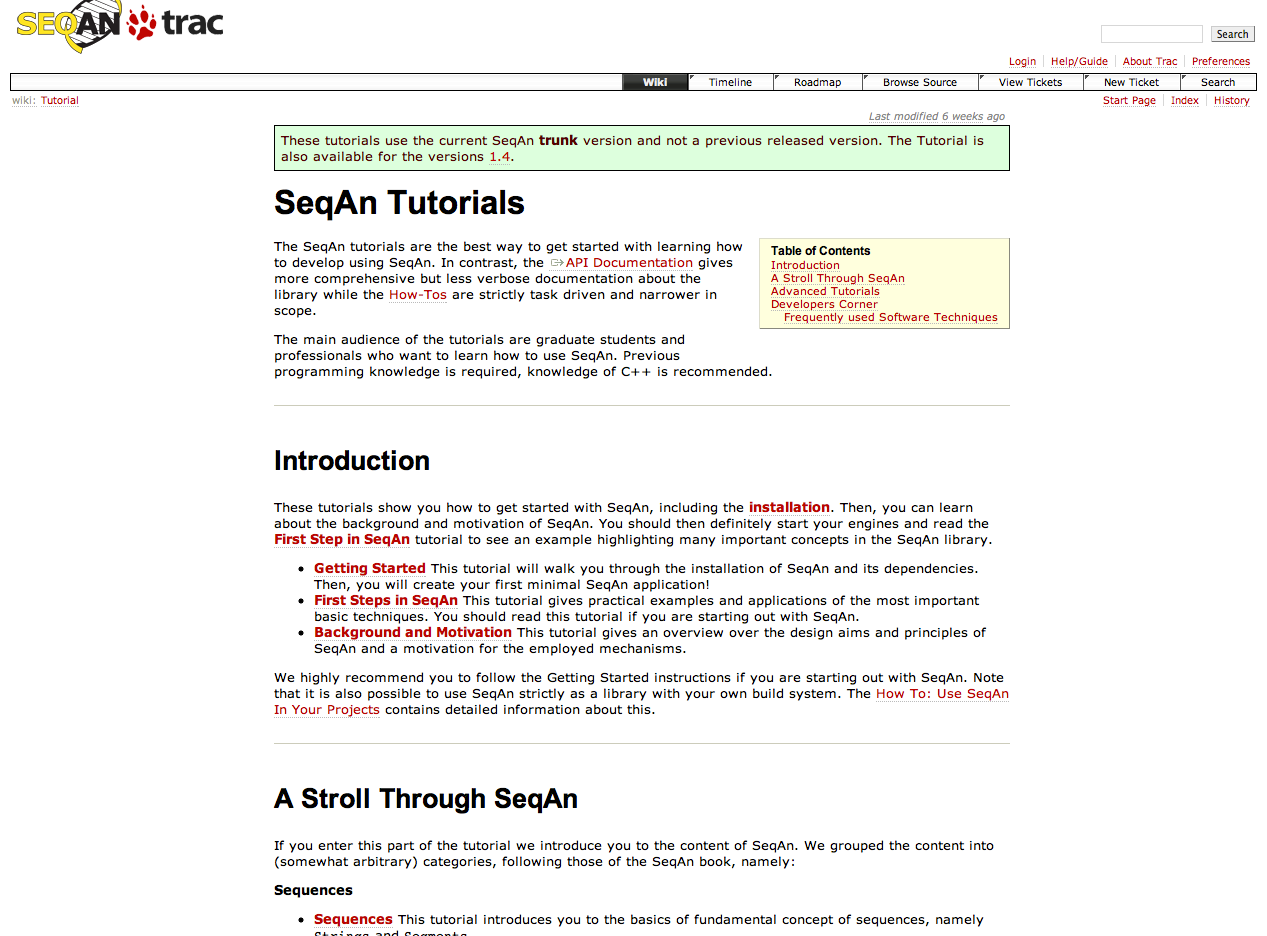 SEQAN trac
Search
Login Help/Guide About Trac Preferences
Wiki Timeline Roadmap Browse Source View Tickets New Ticket Search
wiki: Tutorial
Start Page Index History
Last modified 6 weeks ago
These tutorials use the current SeqAn trunk version and not a previous released version. The Tutorial is
also available for the versions 1.4.
SeqAn Tutorials
The SeqAn tutorials are the best way to get started with learning how
to develop using SeqAn. In contrast, the API Documentation gives
more comprehensive but less verbose documentation about the
library while the How-Tos are strictly task driven and narrower in
scope.
Table of Contents
Introduction
A Stroll Through SeqAn
Advanced Tutorials
Developers Corner
Frequently used Software Techniques
The main audience of the tutorials are graduate students and
professionals who want to learn how to use SeqAn. Previous
programming knowledge is required, knowledge of C++ is recommended.
Introduction
These tutorials show you how to get started with SeqAn, including the installation. Then, you can learn
about the background and motivation of SeqAn. You should then definitely start your engines and read the
First Step in SeqAn tutorial to see an example highlighting many important concepts in the SeqAn library.
• Getting Started This tutorial will walk you through the installation of SeqAn and its dependencies.
Then, you will create your first minimal SeqAn application!
• First Steps in SeqAn This tutorial gives practical examples and applications of the most important
basic techniques. You should read this tutorial if you are starting out with SeqAn.
• Background and Motivation This tutorial gives an overview over the design aims and principles of
SeqAn and a motivation for the employed mechanisms.
We highly recommend you to follow the Getting Started instructions if you are starting out with SeqAn. Note
that it is also possible to use SeqAn strictly as a library with your own build system. The How To: Use SeqAn
In Your Projects contains detailed information about this.
A Stroll Through SeqAn
If you enter this part of the tutorial we introduce you to the content of SeqAn. We grouped the content into
(somewhat arbitrary) categories, following those of the SeqAn book, namely:
Sequences
• Sequences This tutorial introduces you to the basics of fundamental concept of sequences, namely
Strings and Segments.